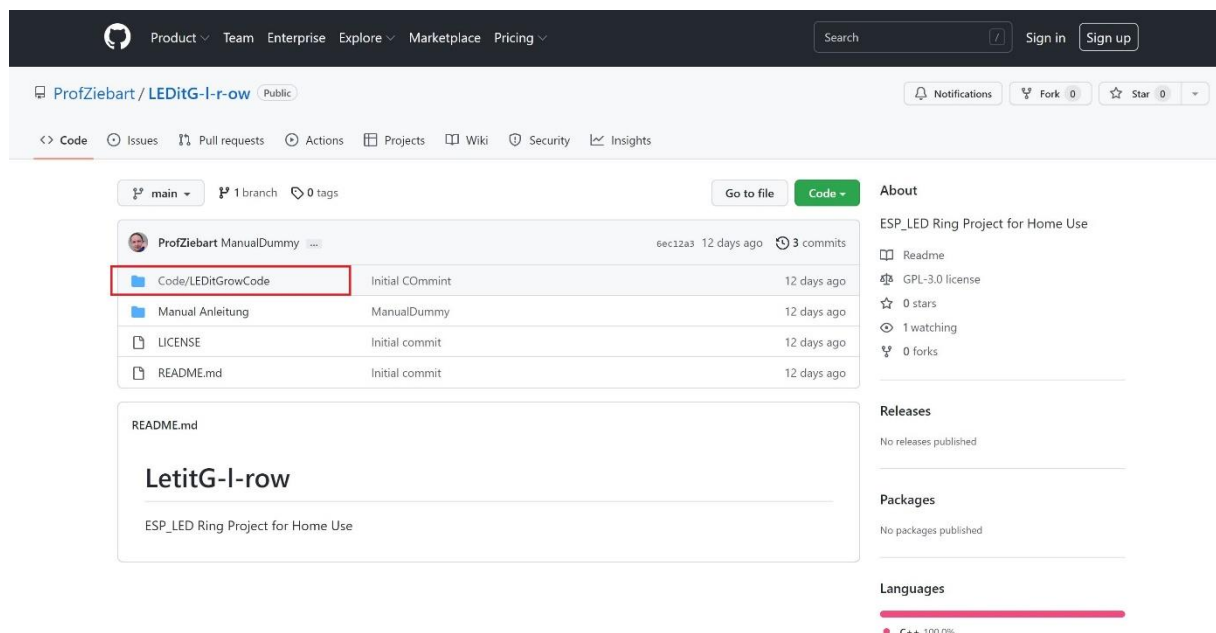 Product Team Enterprise Explore Marketplace Pricing Search / Sign in Sign up
ProfZiebart / LEDitG-l-r-ow Public Notifications Fork 0 Star 0
<> Code Issues Pull requests Actions Projects Wiki Security Insights
main 1 branch 0 tags Go to file Code
ProfZiebart ManualDummy ... 6ec12a3 12 days ago 3 commits
Code/LEDitGrowCode Initial COmmint 12 days ago
Manual Anleitung ManualDummy 12 days ago
LICENSE Initial commit 12 days ago
README.md Initial commit 12 days ago
README.md
LetitG-l-row
ESP_LED Ring Project for Home Use
About
ESP_LED Ring Project for Home Use
Readme
GPL-3.0 license
0 stars
1 watching
0 forks
Releases
No releases published
Packages
No packages published
Languages
C++ 100.0%